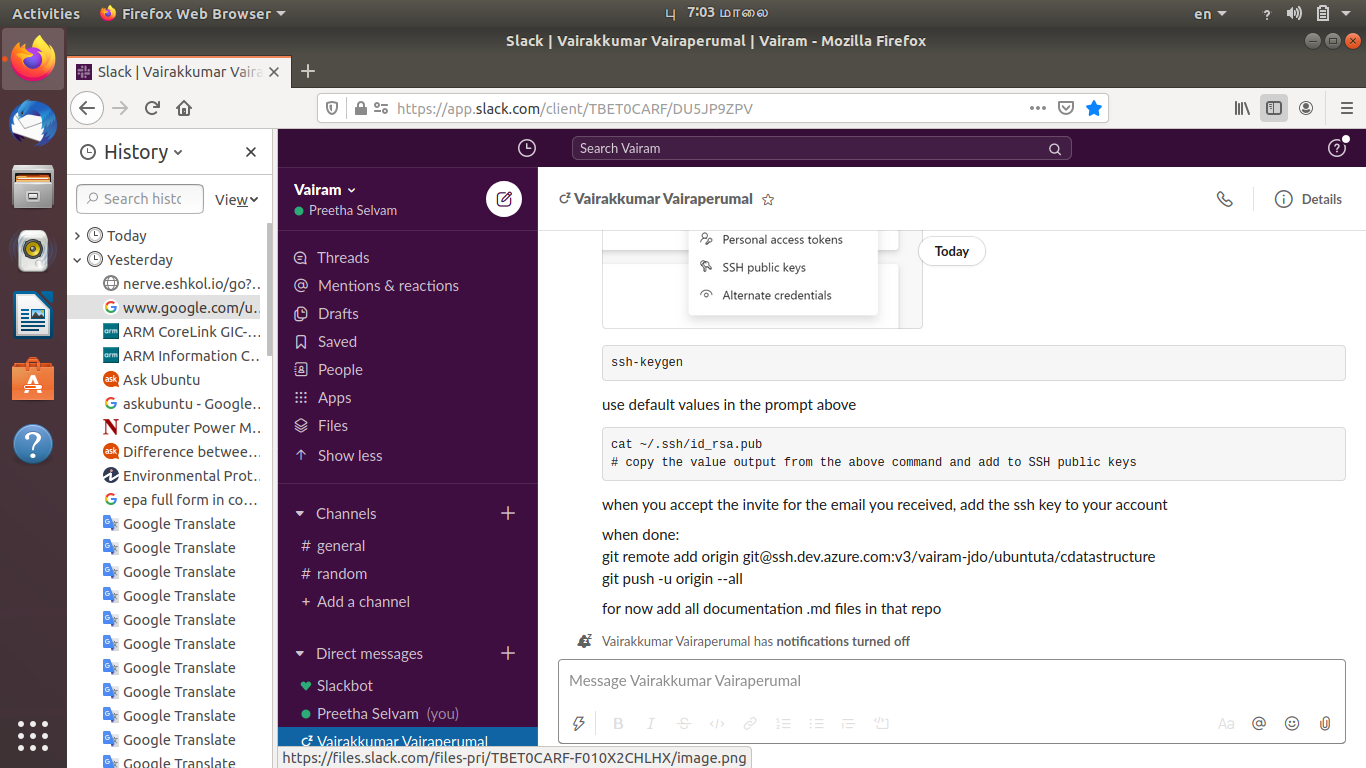 Activities
Firefox Web Browser
பு 7:03 மாலை
en
?
Slack | Vairakkumar Vairaperumal | Vairam - Mozilla Firefox
Slack | Vairakkumar Vaira
https://app.slack.com/client/TBET0CARF/DU5JP9ZPV
History
Search histo
View
Today
Yesterday
nerve.eshkol.io/go?...
www.google.com/u...
ARM CoreLink GIC-...
ARM Information C...
Ask Ubuntu
askubuntu - Google...
Computer Power M...
Difference betwee...
Environmental Prot...
epa full form in co...
Google Translate
Google Translate
Google Translate
Google Translate
Google Translate
Google Translate
Google Translate
Google Translate
Google Translate
Google Translate
Google Translate
Search Vairam
Vairam
Preetha Selvam
Threads
Mentions & reactions
Drafts
Saved
People
Apps
Files
Show less
Channels
# general
# random
+ Add a channel
Direct messages
Slackbot
Preetha Selvam (you)
Vairakkumar Vairaperumal
Vairakkumar Vairaperumal
Details
Today
Personal access tokens
SSH public keys
Alternate credentials
ssh-keygen
use default values in the prompt above
cat ~/.ssh/id_rsa.pub
# copy the value output from the above command and add to SSH public keys
when you accept the invite for the email you received, add the ssh key to your account
when done:
git remote add origin git@ssh.dev.azure.com:v3/vairam-jdo/ubuntuta/cdatastructure
git push -u origin --all
for now add all documentation .md files in that repo
Vairakkumar Vairaperumal has notifications turned off
Message Vairakkumar Vairaperumal
B I S Aa @
https://files.slack.com/files-pri/TBET0CARF-F010X2CHLHX/image.png